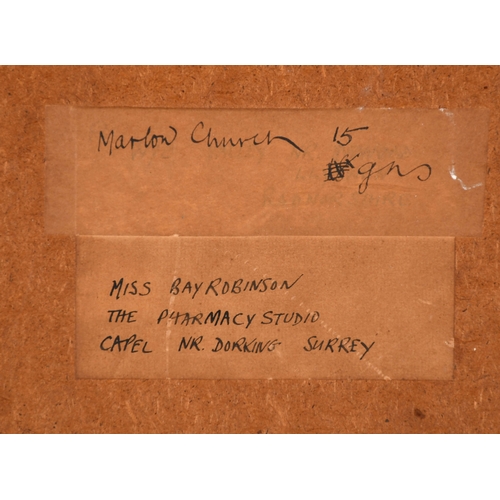 Marlow Church 15
gns
MISS BAY ROBINSON
THE PHARMACY STUDIO
CAPEL NR. DORKING SURREY